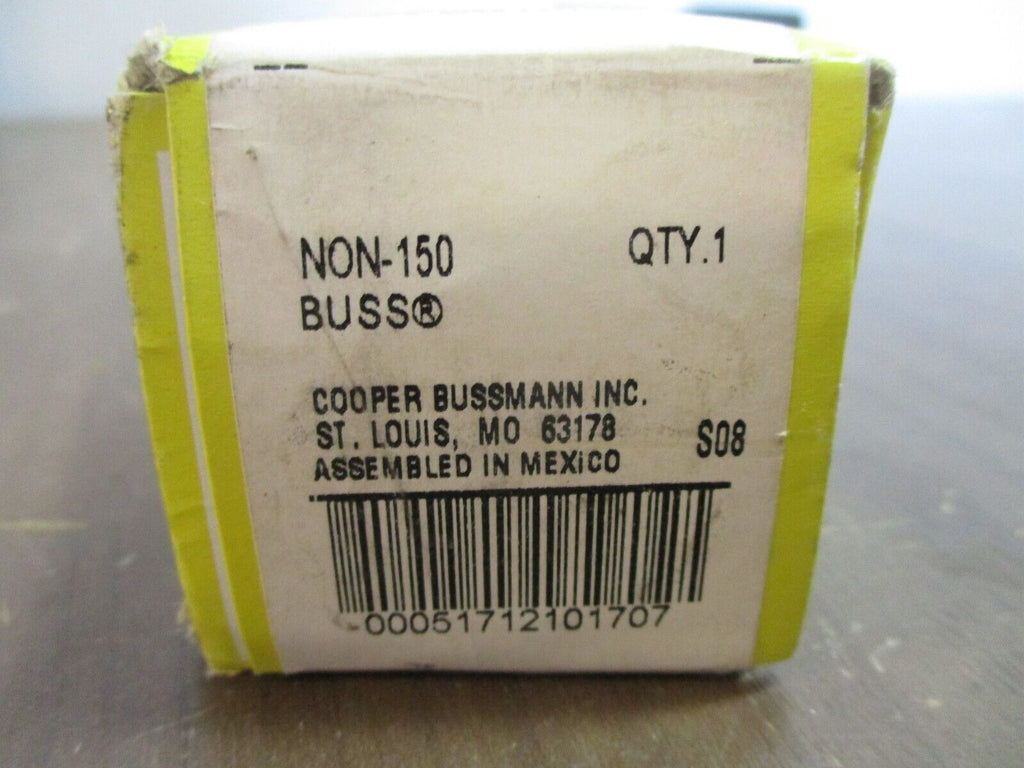 NON-150 QTY.1
BUSS®
COOPER BUSSMANN INC.
ST. LOUIS, MO 63178 S08
ASSEMBLED IN MEXICO
00051712101707